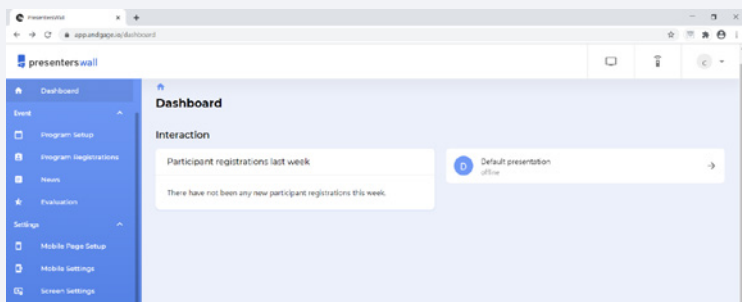 Presenterswall
app.andgage.io/dashboard
presenterswall
C
Dashboard
Event
Program Setup
Program Registrations
News
Evaluation
Settings
Mobile Page Setup
Mobile Settings
Screen Settings
Dashboard
Interaction
Participant registrations last week
There have not been any new participant registrations this week.
D
Default presentation
offline